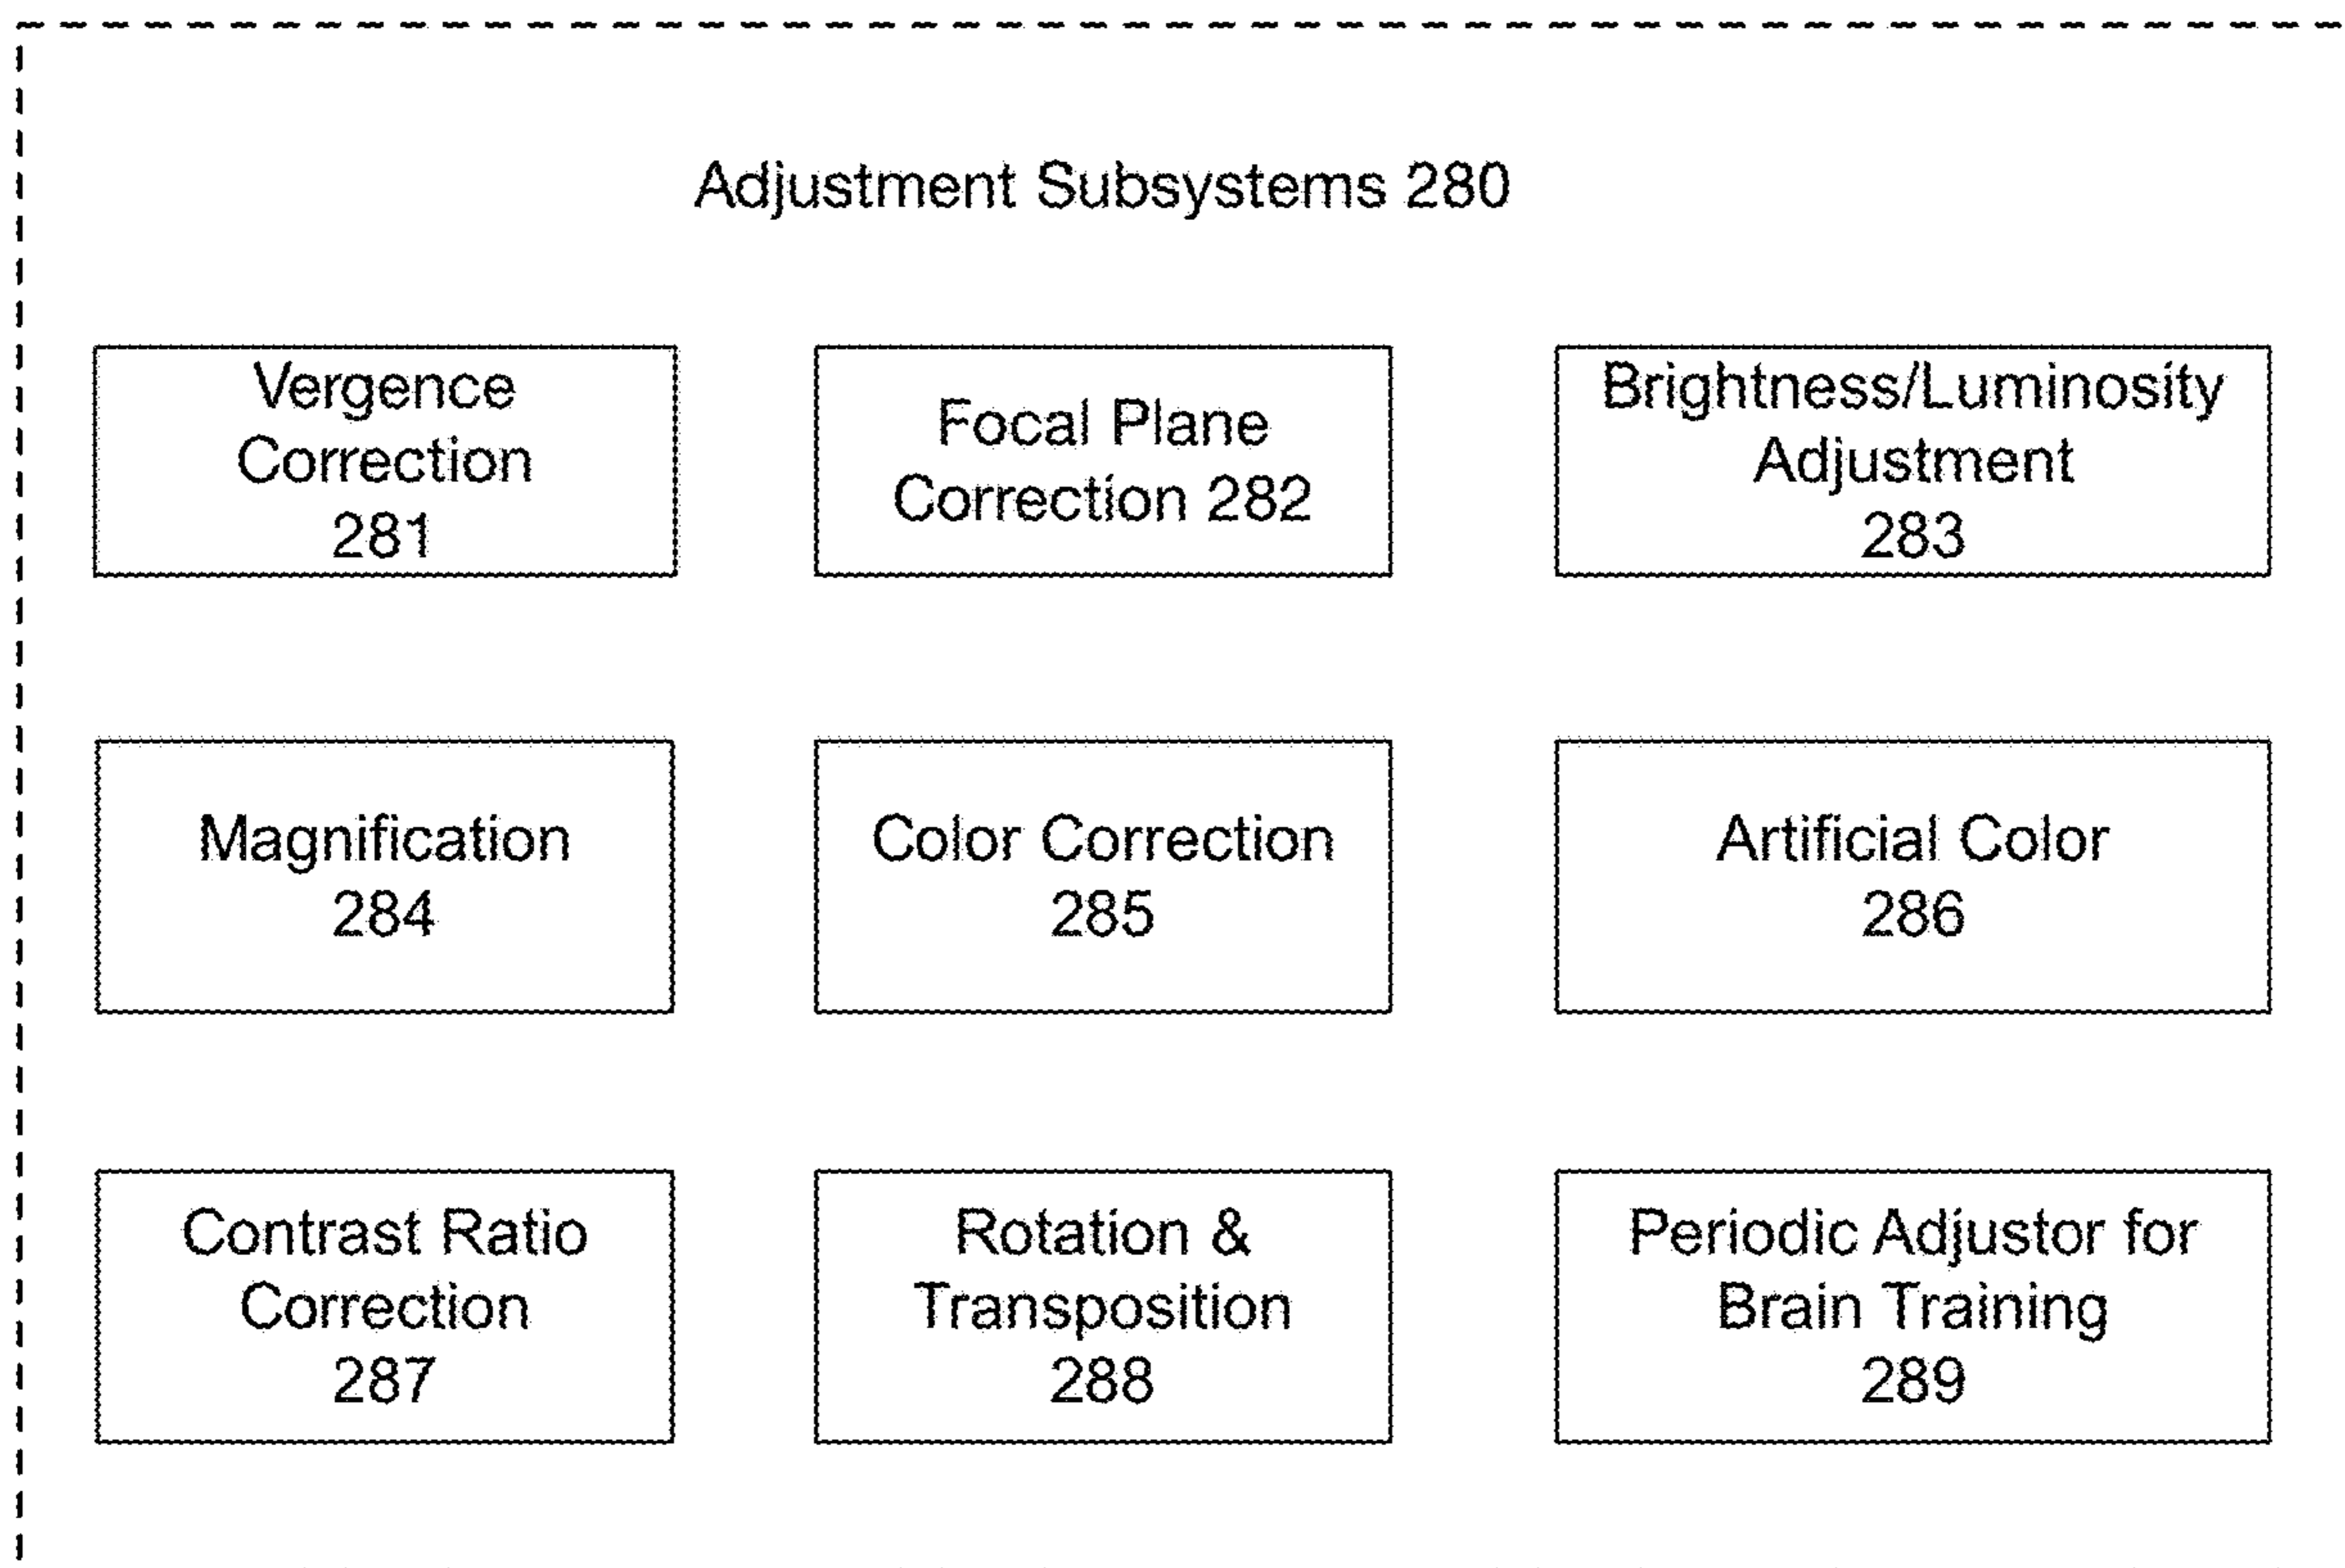 Adjustment Subsystems 280
Vergence
Correction
281
Focal Plane
Correction 282
Brightness/Luminosity
Adjustment
283
Magnification
284
Color Correction
285
Artificial Color
286
Contrast Ratio
Correction
287
Rotation &
Transposition
288
Periodic Adjustor for
Brain Training
289